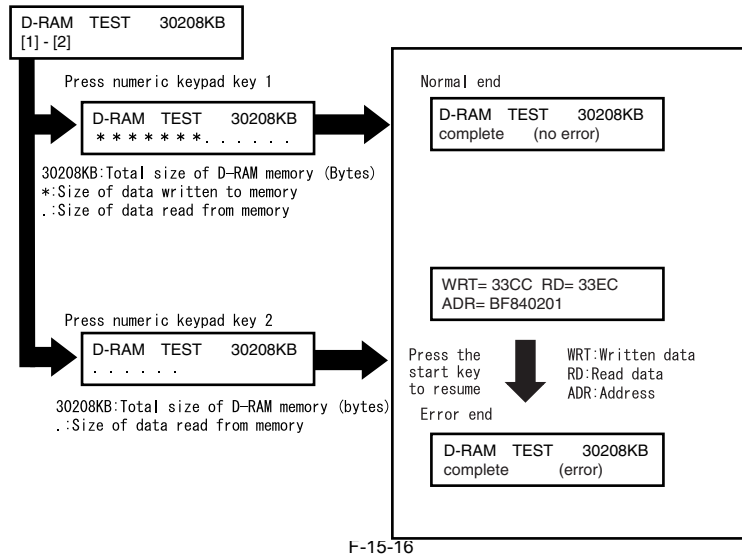 D-RAM TEST 30208KB
[1] - [2]
Press numeric keypad key 1
D-RAM TEST 30208KB
* * * * * * * . . . . . .
30208KB:Total size of D-RAM memory (Bytes)
*:Size of data written to memory
.:Size of data read from memory
Press numeric keypad key 2
D-RAM TEST 30208KB
. . . . . .
30208KB:Total size of D-RAM memory (bytes)
.:Size of data read from memory
Normal end
D-RAM TEST 30208KB
complete (no error)
WRT= 33CC RD= 33EC
ADR= BF840201
Press the
start key
to resume
WRT:Written data
RD:Read data
ADR:Address
Error end
D-RAM TEST 30208KB
complete (error)
F-15-16